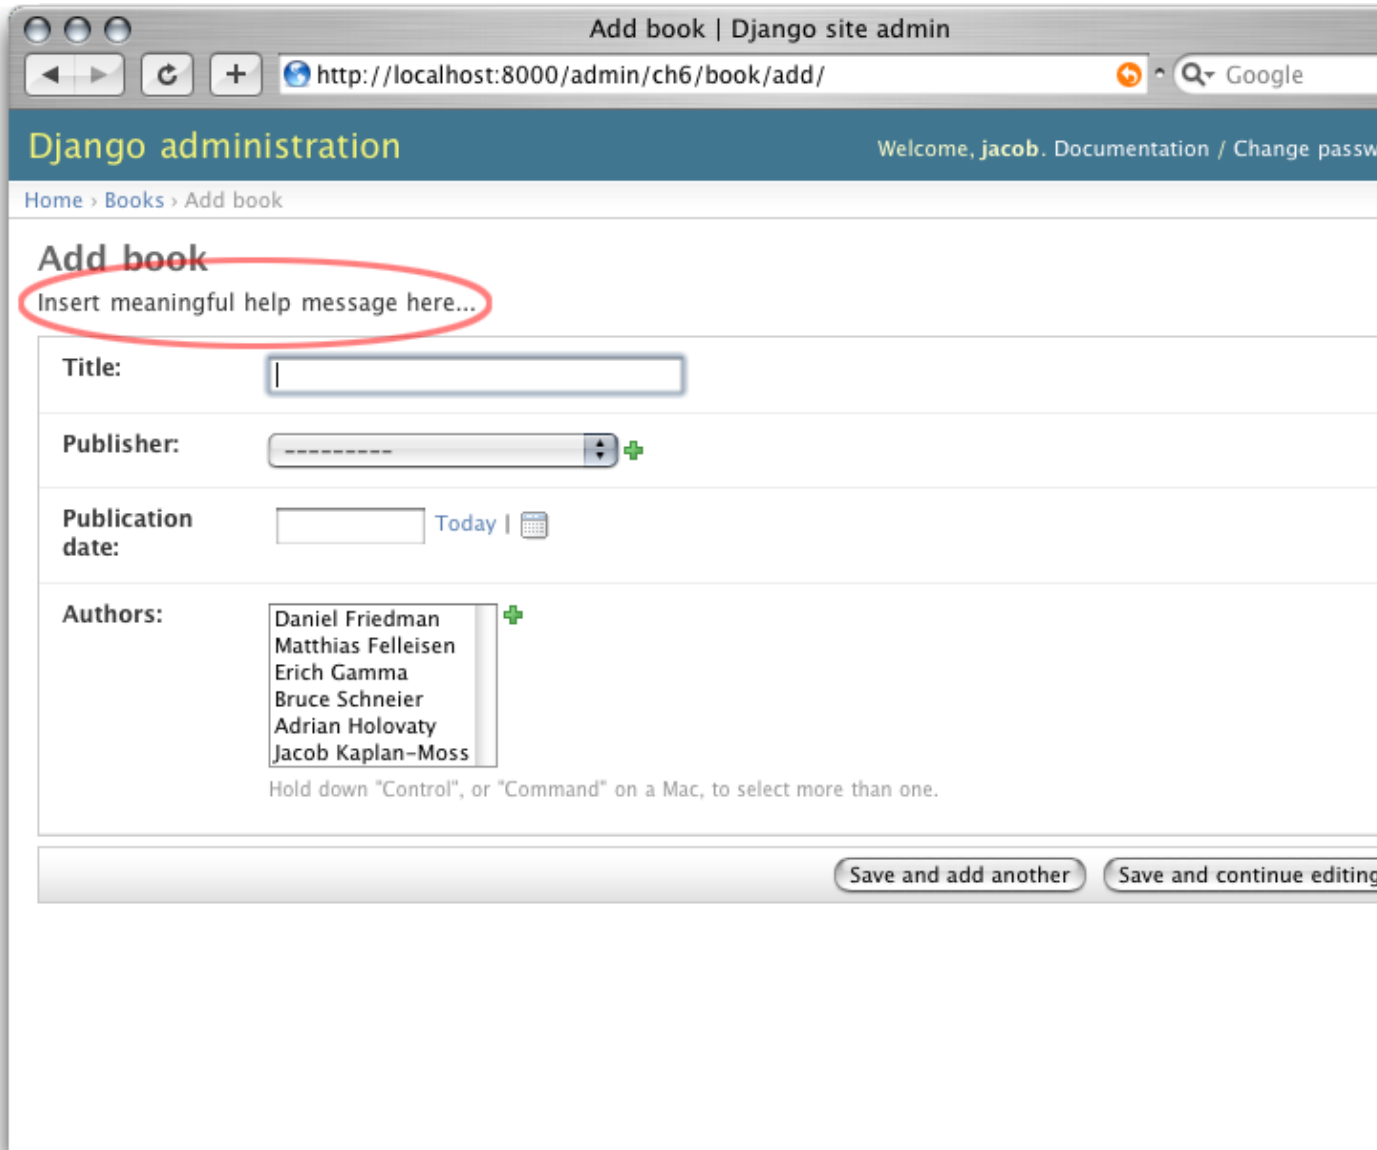 Add book | Django site admin
http://localhost:8000/admin/ch6/book/add/
Google
Django administration
Welcome, jacob. Documentation / Change passw
Home › Books › Add book
Add book
Insert meaningful help message here...
Title:
Publisher:
---------
Publication
date:
Today |
Authors:
Daniel Friedman
Matthias Felleisen
Erich Gamma
Bruce Schneier
Adrian Holovaty
Jacob Kaplan-Moss
Hold down "Control", or "Command" on a Mac, to select more than one.
Save and add another
Save and continue editing